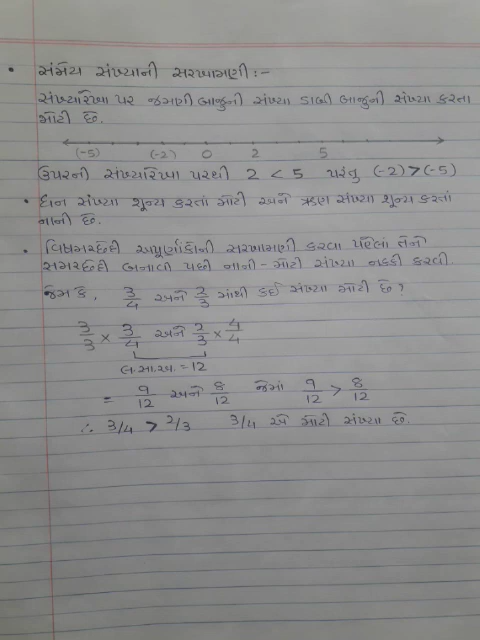 • સંમેય સંખ્યાની સરખામણી :-
સંખ્યારેખા પર જમણી બાજુની સંખ્યા ડાબી બાજુની સંખ્યા કરતા
મોટી છે.
(-5) (-2) 0 2 5
ઉપરની સંખ્યારેખા પરથી 2 < 5 પરંતુ (-2) > (-5)
• ધન સંખ્યા શૂન્ય કરતાં મોટી અને ઋણ સંખ્યા શૂન્ય કરતાં
નાની છે.
• વિષમચ્છેદી અપૂર્ણાંકોની સરખામણી કરવા પહેલાં તેને
સમચ્છેદી બનાવી પછી નાની-મોટી સંખ્યા નક્કી કરવી.
જેમ કે, 3/4 અને 2/3 માંથી કઈ સંખ્યા મોટી છે?
3/3 × 3/4 અને 2/3 × 4/4
લ.સા.અ. = 12
= 9/12 અને 8/12 જેમાં 9/12 > 8/12
∴ 3/4 > 2/3 3/4 એ મોટી સંખ્યા છે.